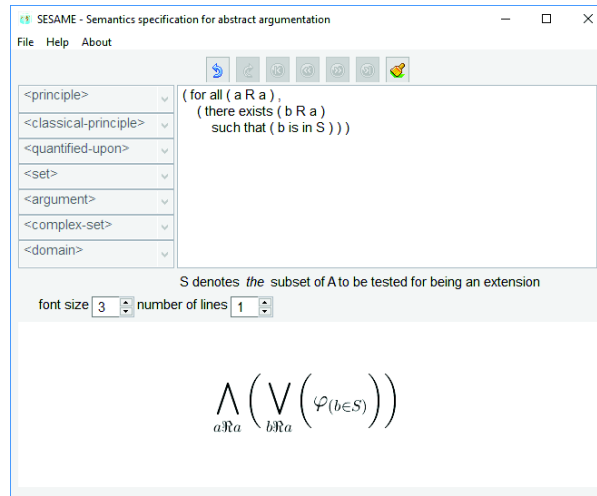 SESAME - Semantics specification for abstract argumentation
File Help About
<principle>
<classical-principle>
<quantified-upon>
<set>
<argument>
<complex-set>
<domain>
( for all ( a R a ) ,
( there exists ( b R a )
such that ( b is in S ) ) )
S denotes the subset of A to be tested for being an extension
font size 3 number of lines 1
⋀ ( ⋁ ( φ(b∈S) ) )
aℜa bℜa